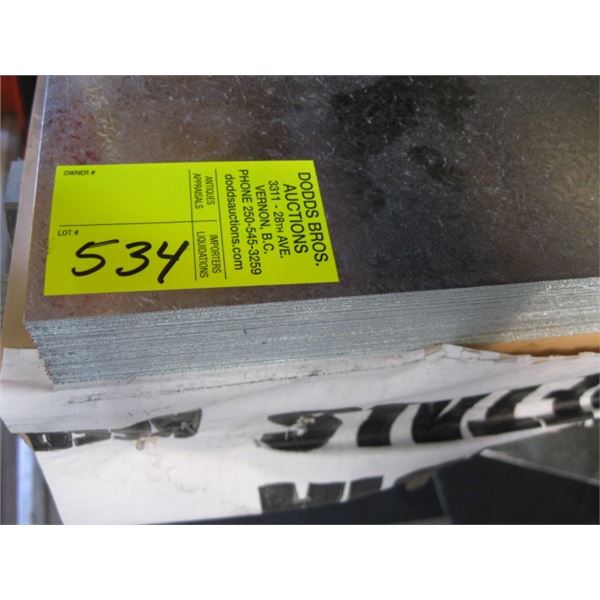 OWNER #
LOT #
534
ANTIQUES
APPRAISALS
IMPORTERS
LIQUIDATIONS
DODDS BROS.
AUCTIONS
3311 - 28TH AVE.
VERNON, B.C.
PHONE 250-545-3259
doddsauctions.com